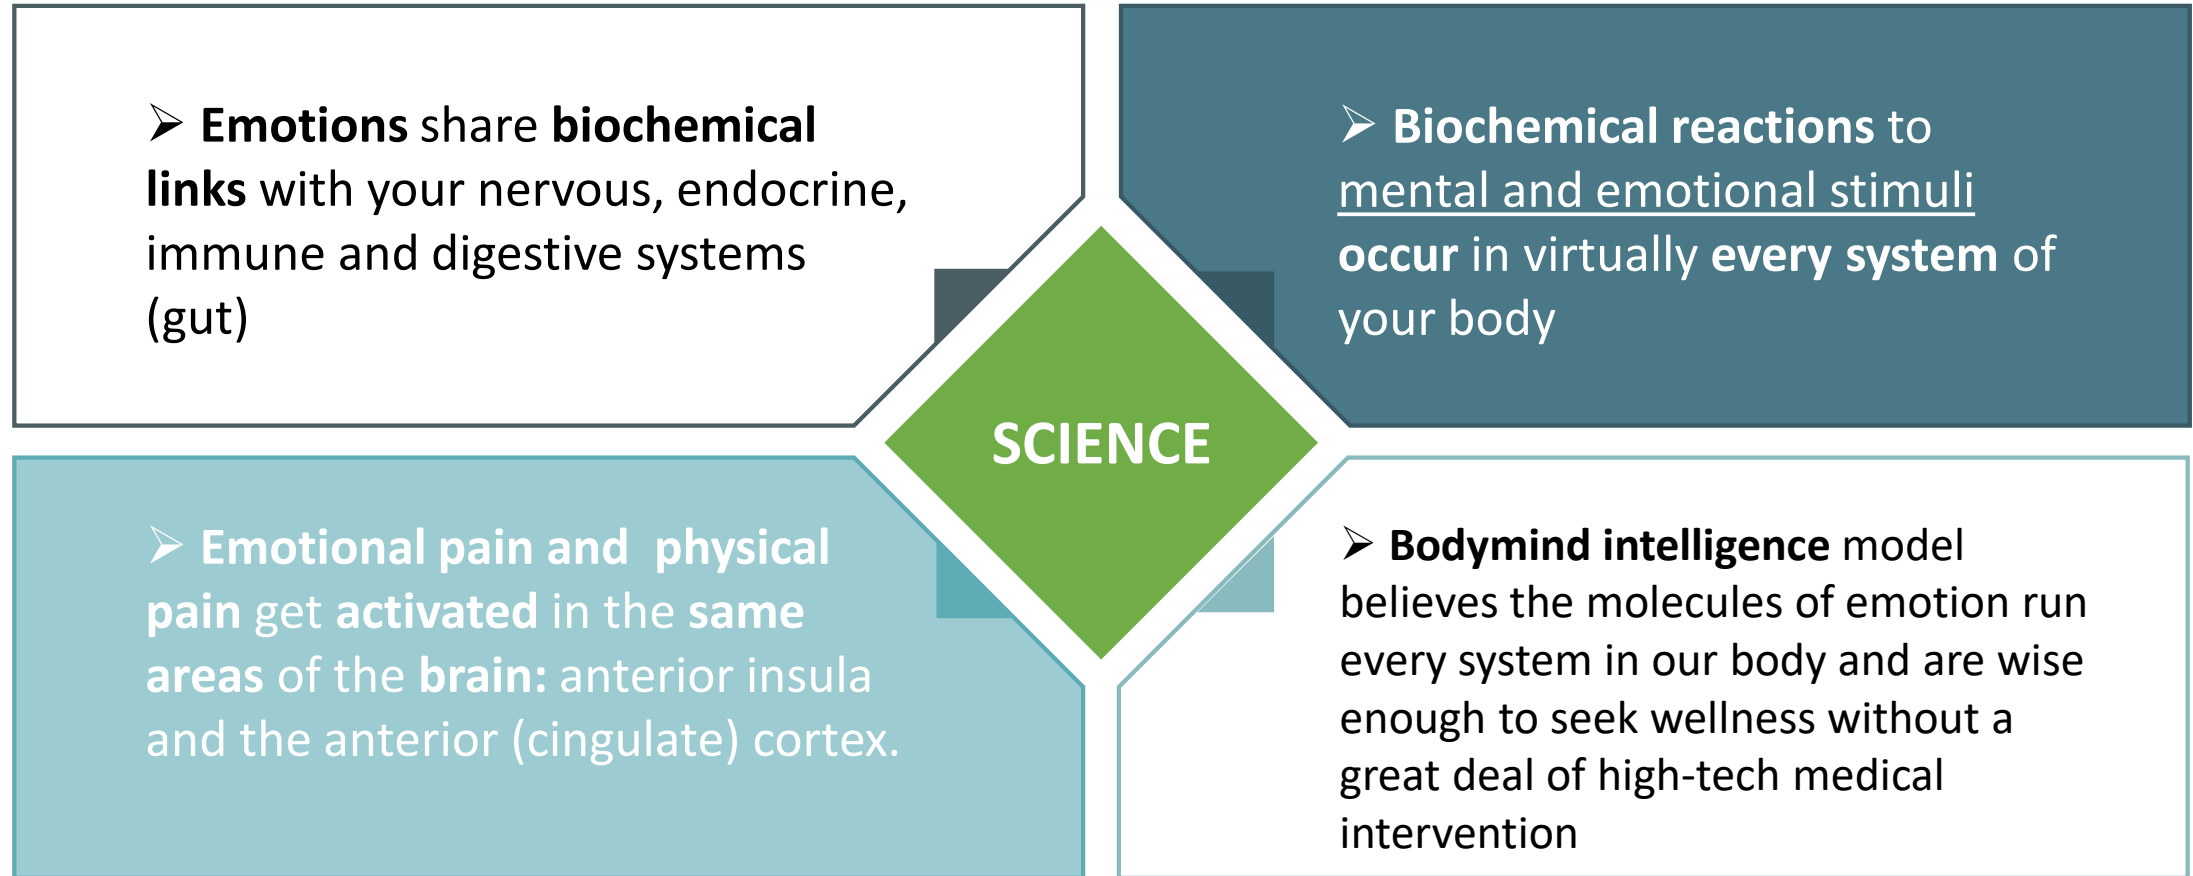 ➢ Emotions share biochemical
links with your nervous, endocrine,
immune and digestive systems
(gut)
➢ Biochemical reactions to
mental and emotional stimuli
occur in virtually every system of
your body
SCIENCE
➢ Emotional pain and  physical
pain get activated in the same
areas of the brain: anterior insula
and the anterior (cingulate) cortex.
➢ Bodymind intelligence model
believes the molecules of emotion run
every system in our body and are wise
enough to seek wellness without a
great deal of high-tech medical
intervention